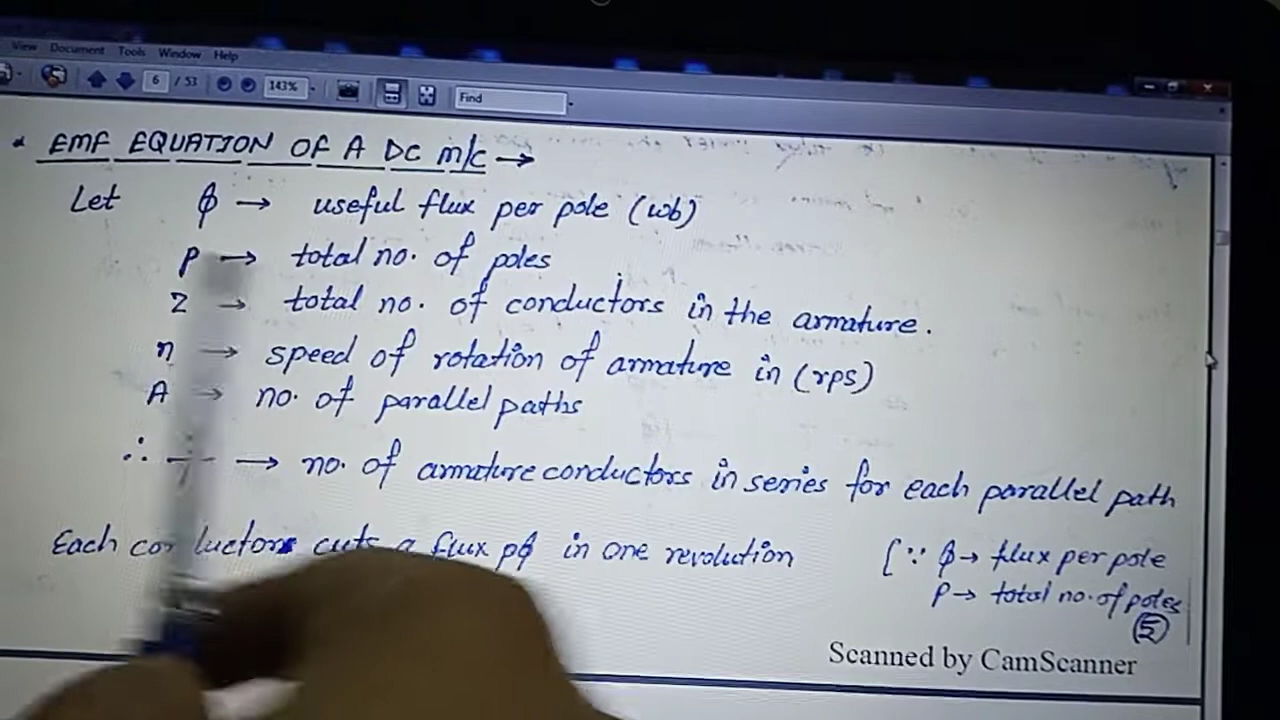 View Document Tools Window Help
6 / 53 143% Find
* EMF EQUATION OF A DC m/c →
Let ϕ → useful flux per pole (wb)
P → total no. of poles
Z → total no. of conductors in the armature.
n → speed of rotation of armature in (rps)
A → no. of parallel paths
∴ → no. of armature conductors in series for each parallel path
Each cuts a flux pϕ in one revolution [∵ ϕ → flux per pole
P → total no. of poles
5
Scanned by CamScanner